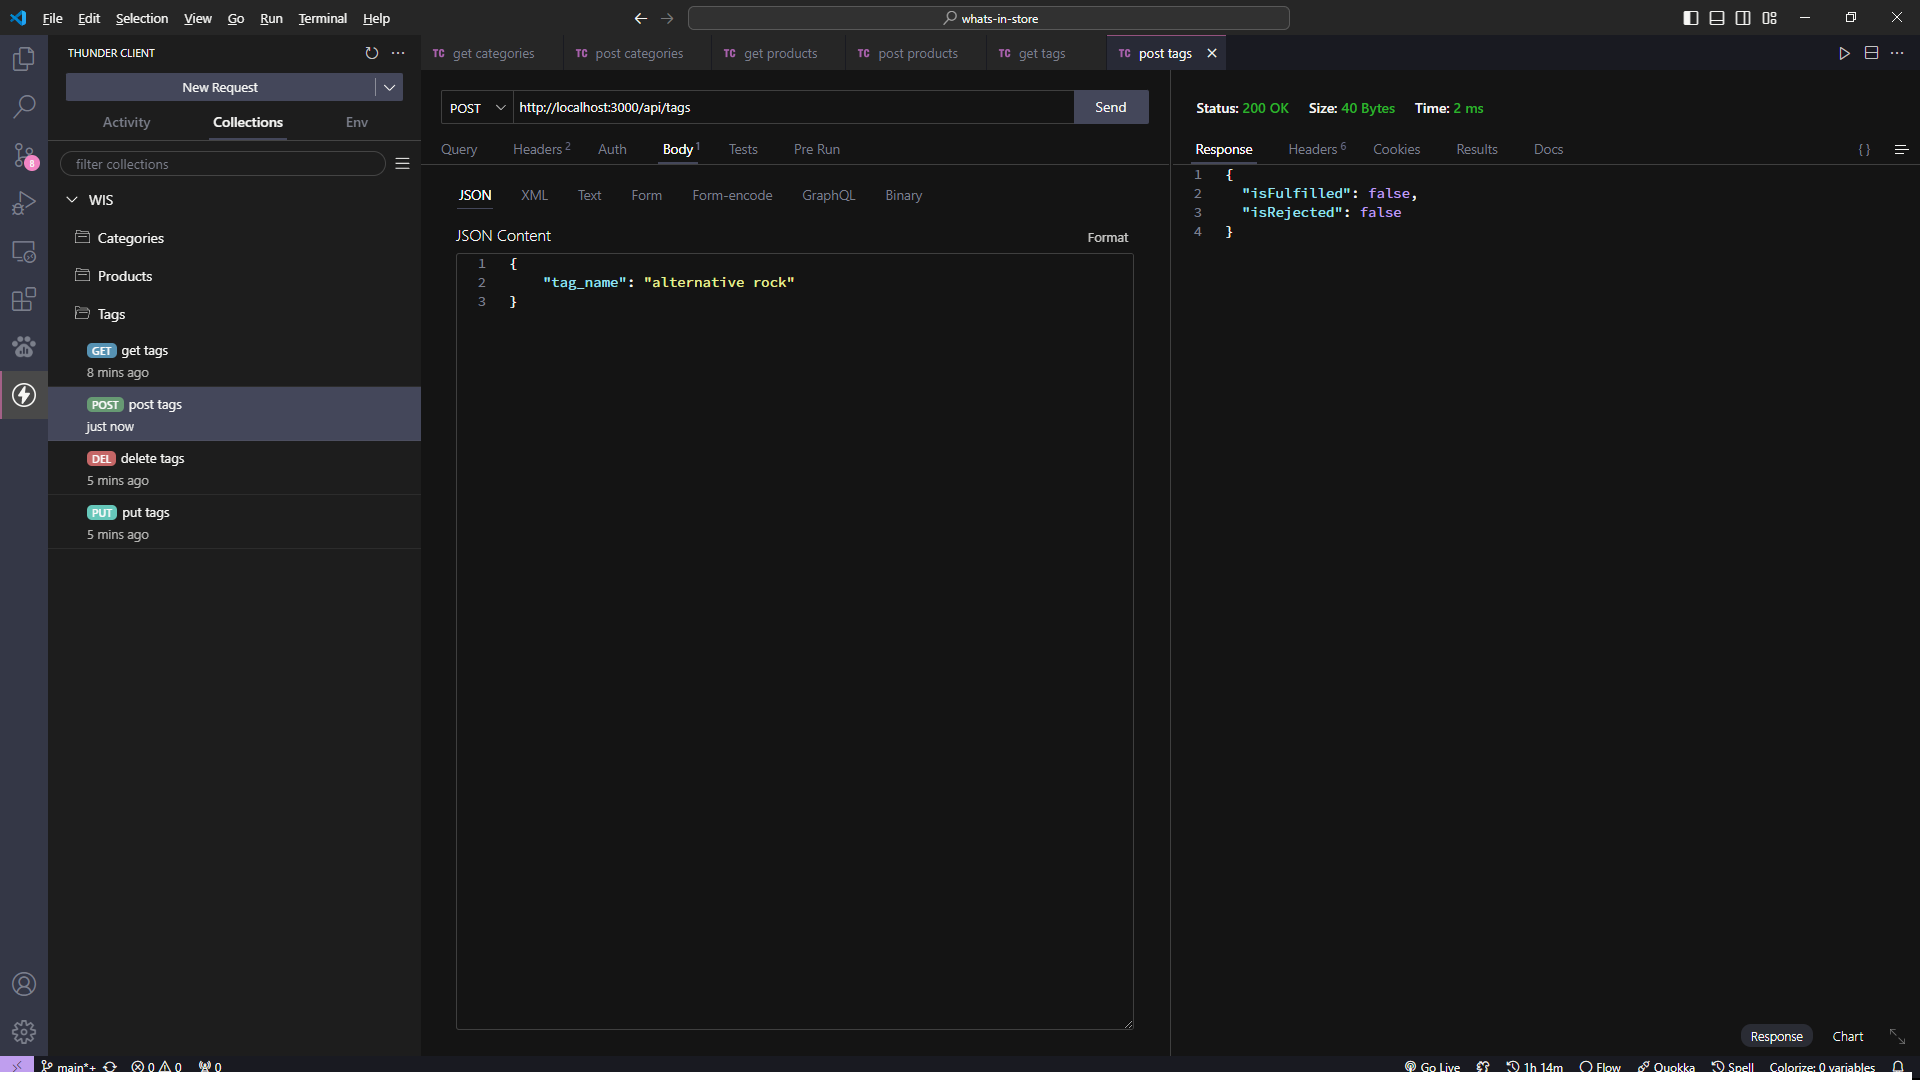 File Edit Selection View Go Run Terminal Help
whats-in-store
THUNDER CLIENT
New Request
Activity Collections Env
filter collections
WIS
Categories
Products
Tags
GET get tags
8 mins ago
POST post tags
just now
DEL delete tags
5 mins ago
PUT put tags
5 mins ago
TC get categories TC post categories TC get products TC post products TC get tags TC post tags
POST http://localhost:3000/api/tags Send
Query Headers 2 Auth Body 1 Tests Pre Run
JSON XML Text Form Form-encode GraphQL Binary
JSON Content Format
1 {
2 "tag_name": "alternative rock"
3 }
Status: 200 OK Size: 40 Bytes Time: 2 ms
Response Headers 6 Cookies Results Docs { }
1 {
2 "isFulfilled": false,
3 "isRejected": false
4 }
Response Chart
8
main*+ 0 0 0 Go Live 1h 14m Flow Quokka Spell Colorize: 0 variables